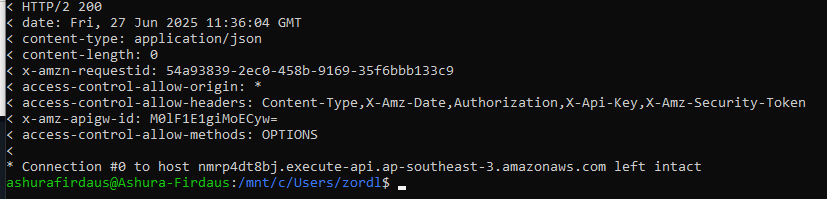 < HTTP/2 200
< date: Fri, 27 Jun 2025 11:36:04 GMT
< content-type: application/json
< content-length: 0
< x-amzn-requestid: 54a93839-2ec0-458b-9169-35f6bbb133c9
< access-control-allow-origin: *
< access-control-allow-headers: Content-Type,X-Amz-Date,Authorization,X-Api-Key,X-Amz-Security-Token
< x-amz-apigw-id: M0lF1E1giMoECyw=
< access-control-allow-methods: OPTIONS
<
* Connection #0 to host nmrp4dt8bj.execute-api.ap-southeast-3.amazonaws.com left intact
ashurafirdaus@Ashura-Firdaus:/mnt/c/Users/zordl$